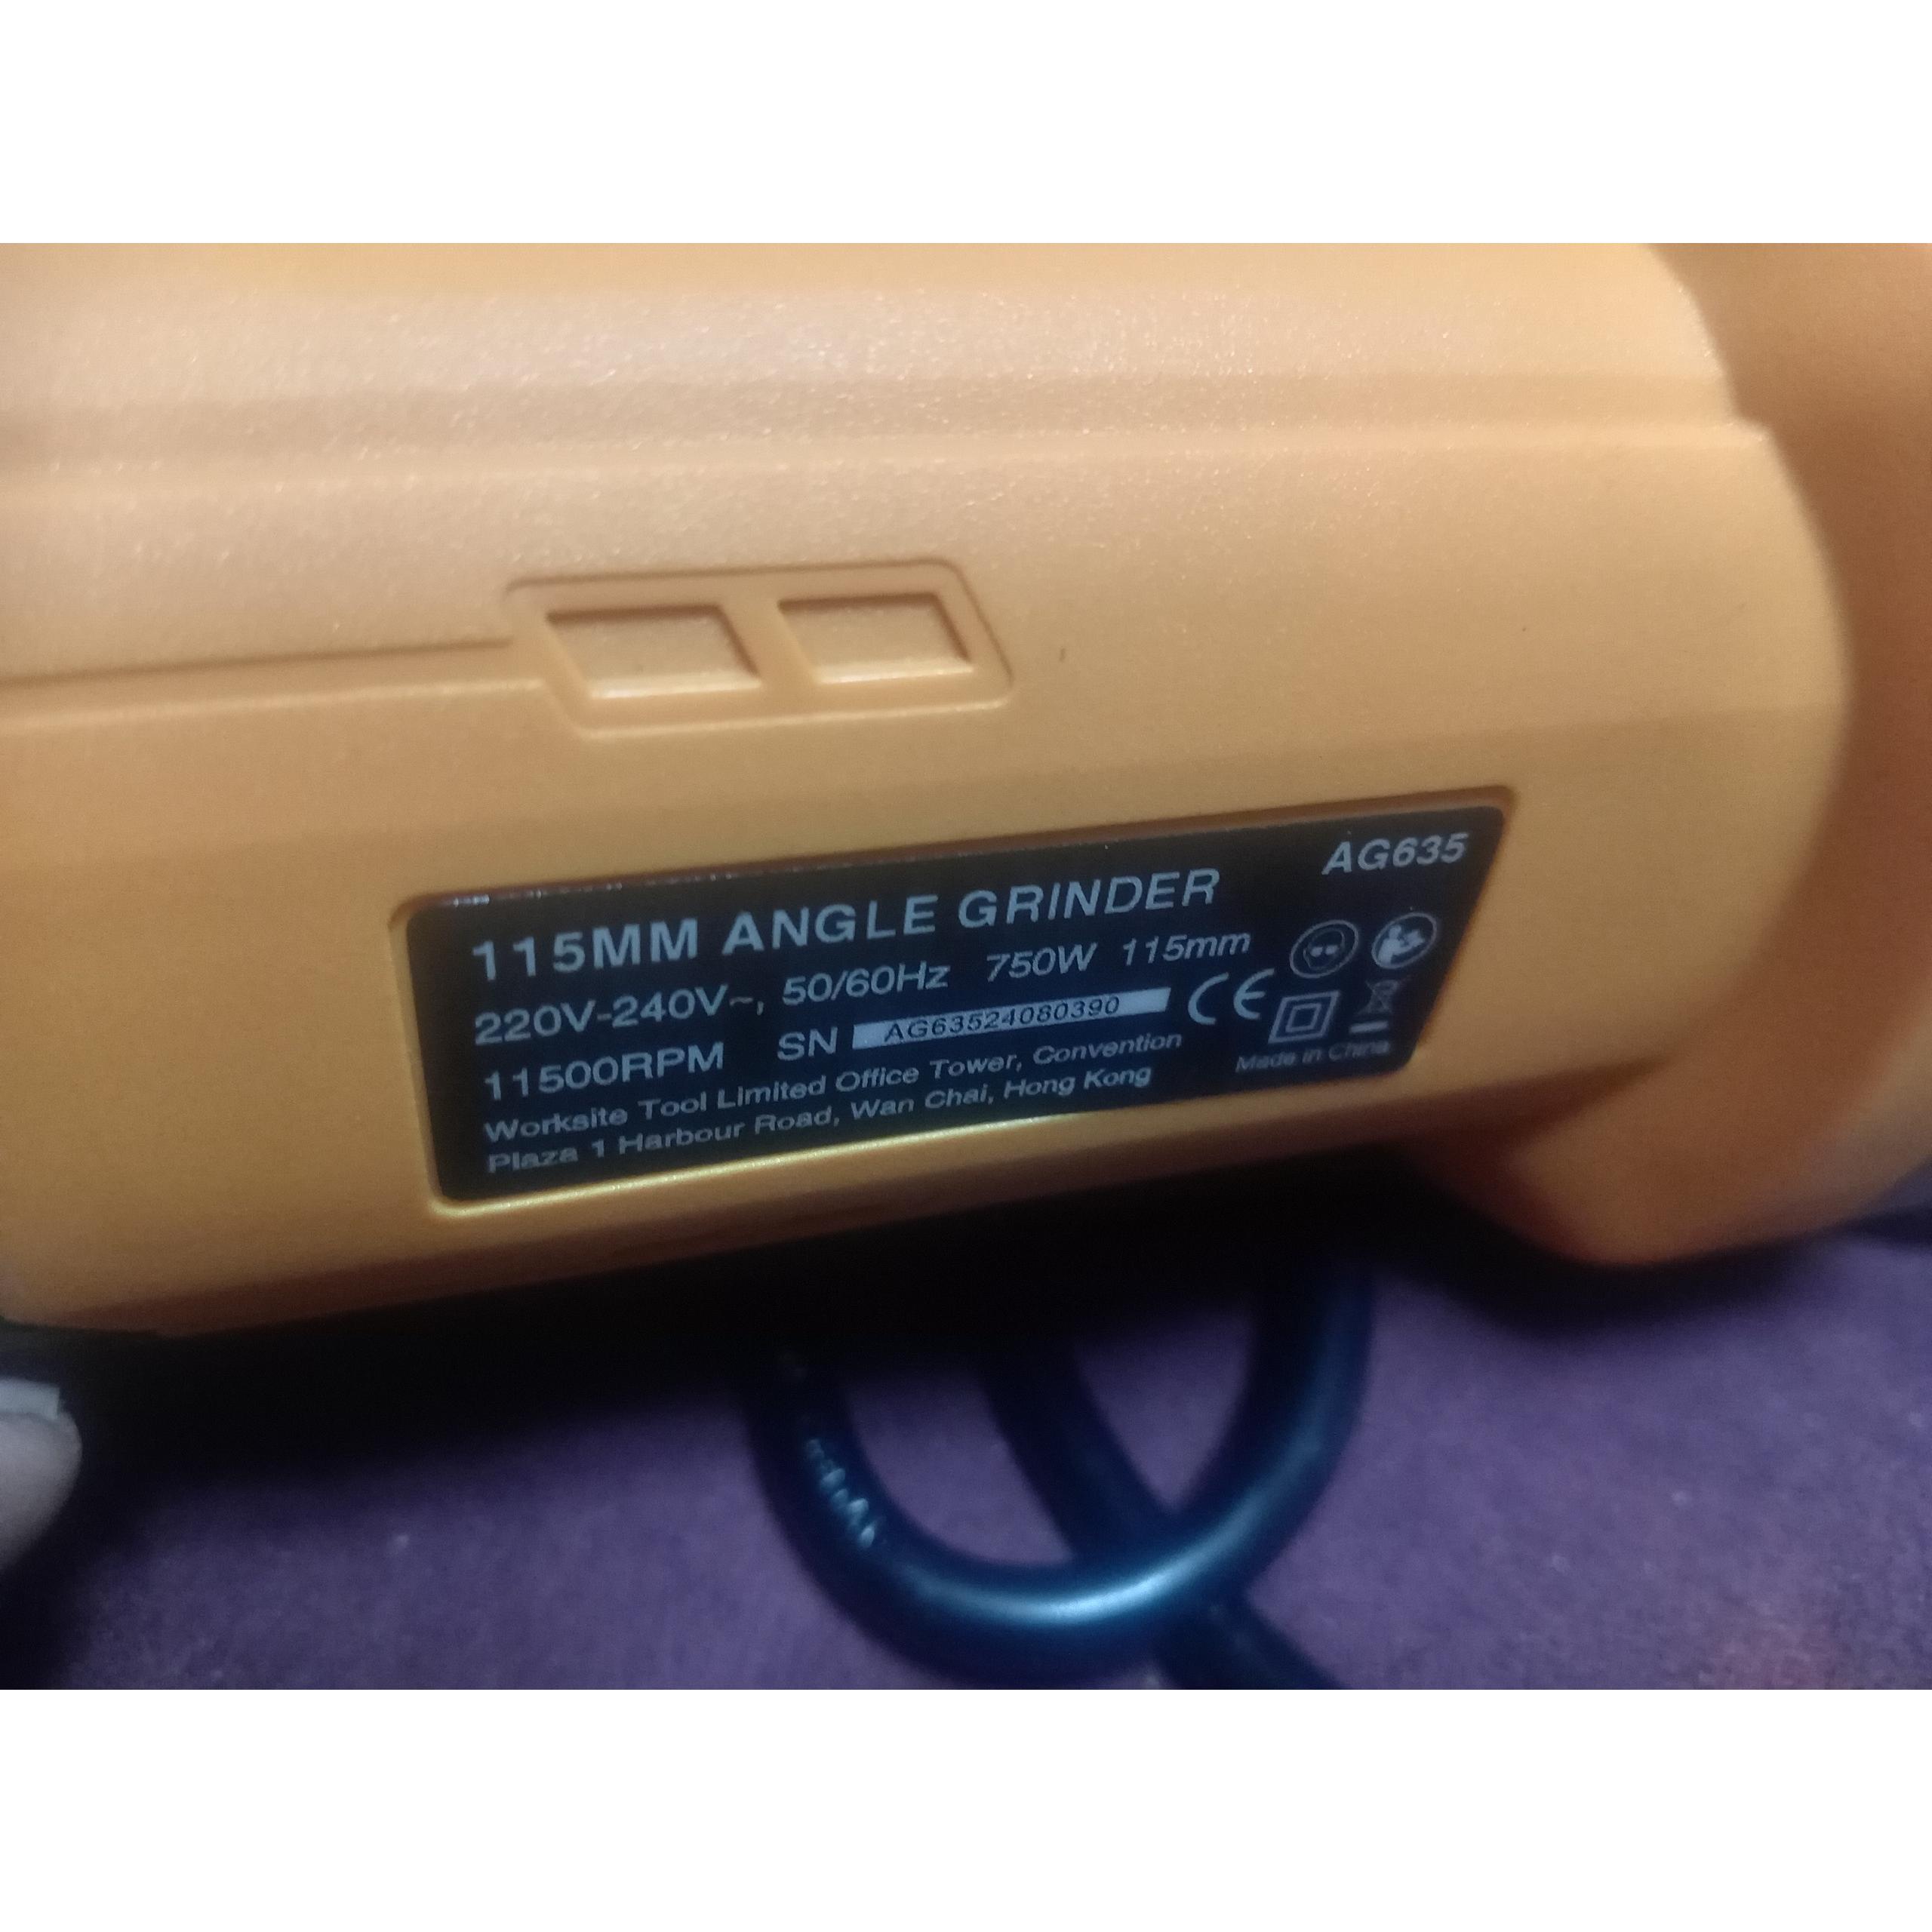 AG635
115MM ANGLE GRINDER
220V-240V~, 50/60Hz 750W 115mm
11500RPM SN AG63524080390
CE
Worksite Tool Limited Office Tower, Convention
Plaza 1 Harbour Road, Wan Chai, Hong Kong
Made in China